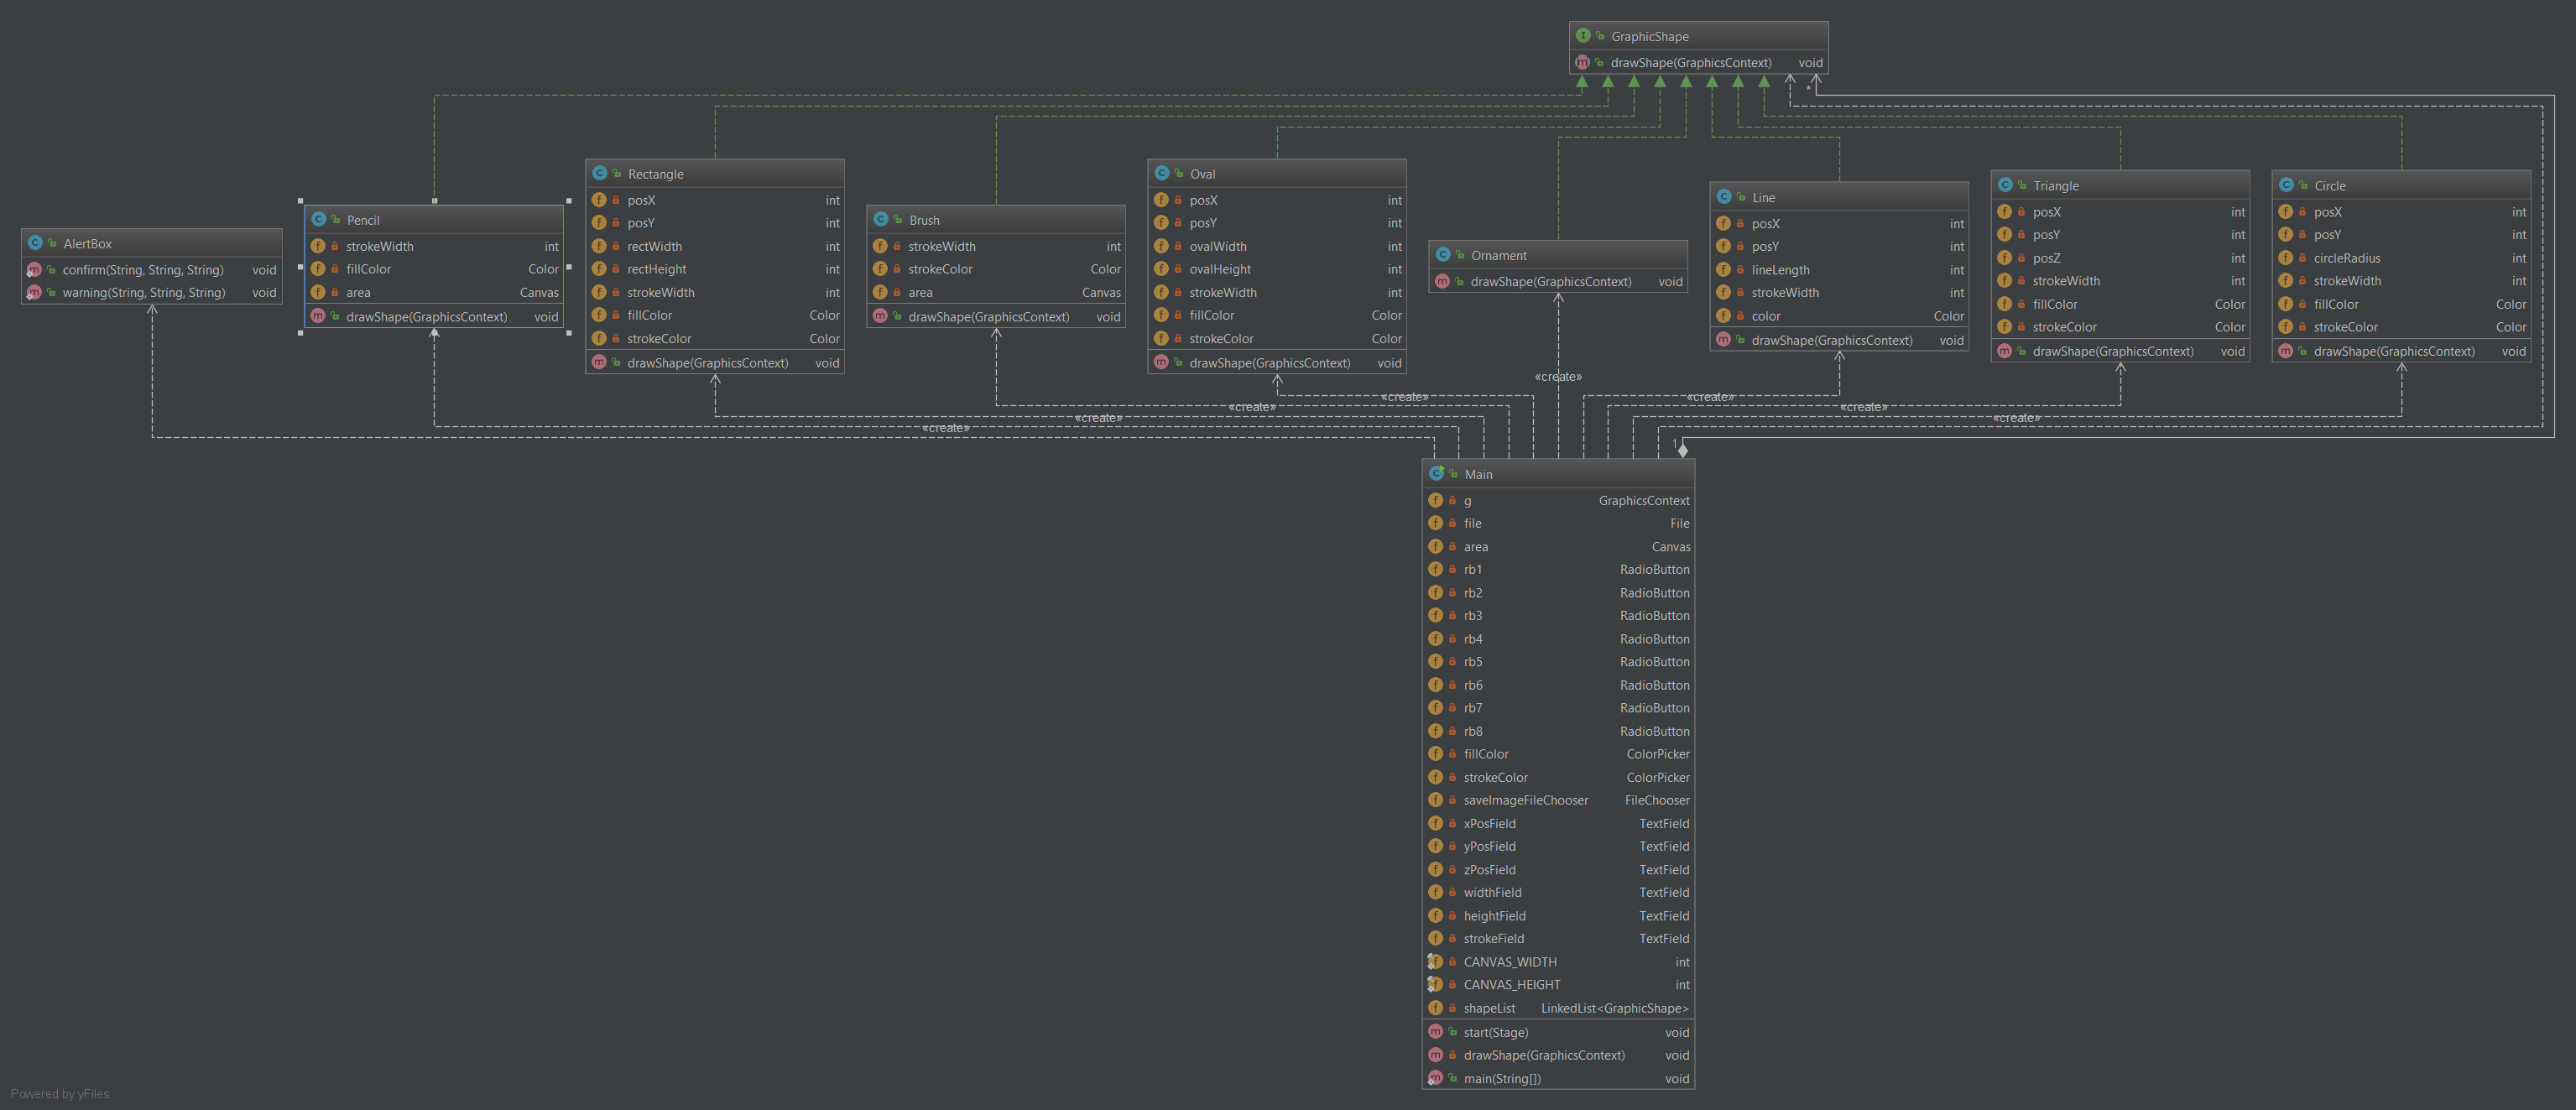 GraphicShape
drawShape(GraphicsContext) void
*
AlertBox
confirm(String, String, String) void
warning(String, String, String) void
Pencil
strokeWidth int
fillColor Color
area Canvas
drawShape(GraphicsContext) void
Rectangle
posX int
posY int
rectWidth int
rectHeight int
strokeWidth int
fillColor Color
strokeColor Color
drawShape(GraphicsContext) void
Brush
strokeWidth int
strokeColor Color
area Canvas
drawShape(GraphicsContext) void
Oval
posX int
posY int
ovalWidth int
ovalHeight int
strokeWidth int
fillColor Color
strokeColor Color
drawShape(GraphicsContext) void
Ornament
drawShape(GraphicsContext) void
Line
posX int
posY int
lineLength int
strokeWidth int
color Color
drawShape(GraphicsContext) void
Triangle
posX int
posY int
posZ int
strokeWidth int
fillColor Color
strokeColor Color
drawShape(GraphicsContext) void
Circle
posX int
posY int
circleRadius int
strokeWidth int
fillColor Color
strokeColor Color
drawShape(GraphicsContext) void
«create»
«create»
«create»
«create»
«create»
«create»
«create»
«create»
1
Main
g GraphicsContext
file File
area Canvas
rb1 RadioButton
rb2 RadioButton
rb3 RadioButton
rb4 RadioButton
rb5 RadioButton
rb6 RadioButton
rb7 RadioButton
rb8 RadioButton
fillColor ColorPicker
strokeColor ColorPicker
saveImageFileChooser FileChooser
xPosField TextField
yPosField TextField
zPosField TextField
widthField TextField
heightField TextField
strokeField TextField
CANVAS_WIDTH int
CANVAS_HEIGHT int
shapeList LinkedList<GraphicShape>
start(Stage) void
drawShape(GraphicsContext) void
main(String[]) void
Powered by yFiles